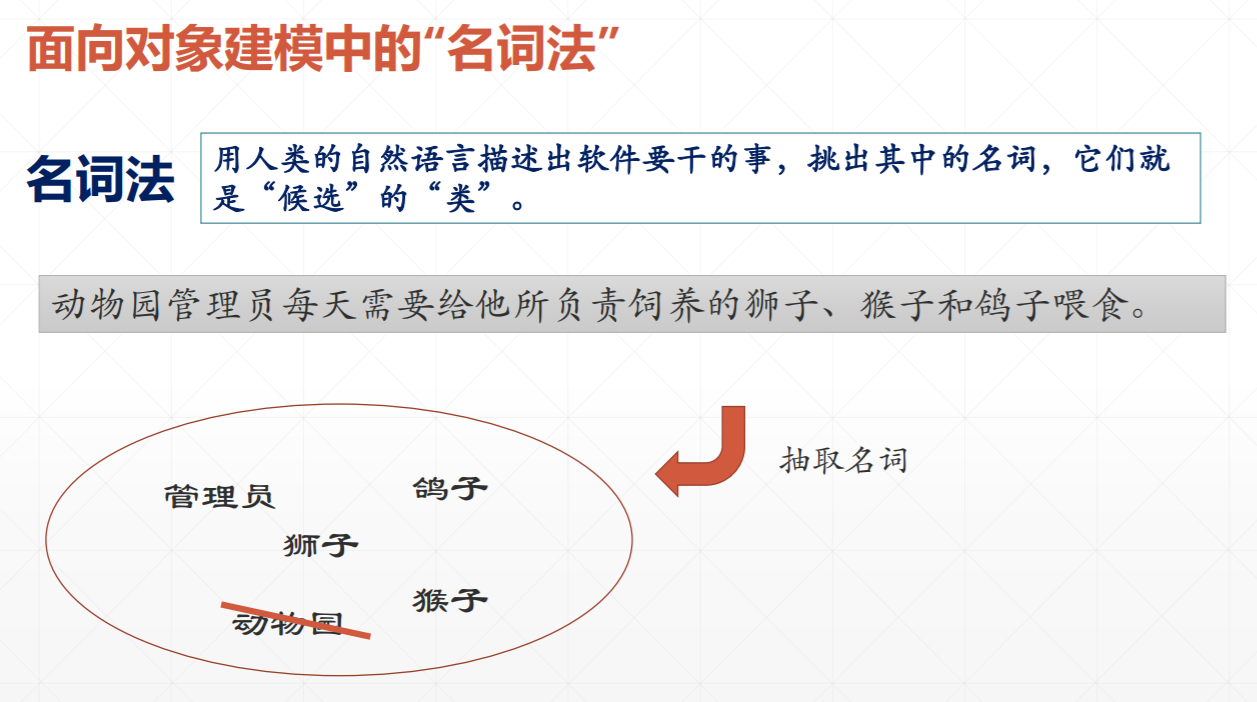 面向对象建模中的“名词法”
名词法
用人类的自然语言描述出软件要干的事，挑出其中的名词，它们就
是“候选”的“类”。
动物园管理员每天需要给他所负责饲养的狮子、猴子和鸽子喂食。
抽取名词
管理员
鸽子
狮子
猴子
动物园